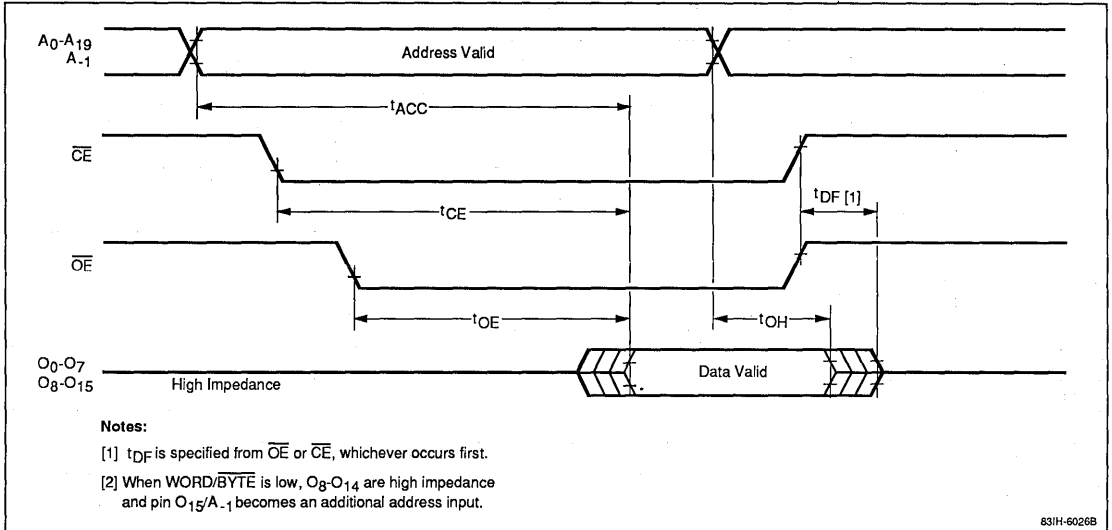 A0-A19
A-1
Address Valid
tACC
CE
tDF [1]
tCE
OE
tOE
tOH
O0-O7
O8-O15
High Impedance
Data Valid
Notes:
[1] tDF is specified from OE or CE, whichever occurs first.
[2] When WORD/BYTE is low, O8-O14 are high impedance
and pin O15/A-1 becomes an additional address input.
83IH-6026B